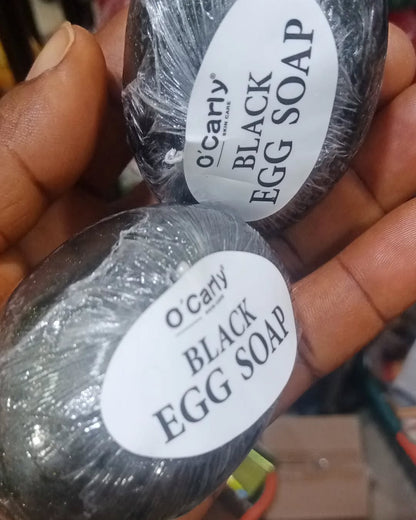 O'Carly®
SKIN CARE
BLACK
EGG SOAP
O'Carly®
SKIN CARE
BLACK
EGG SOAP